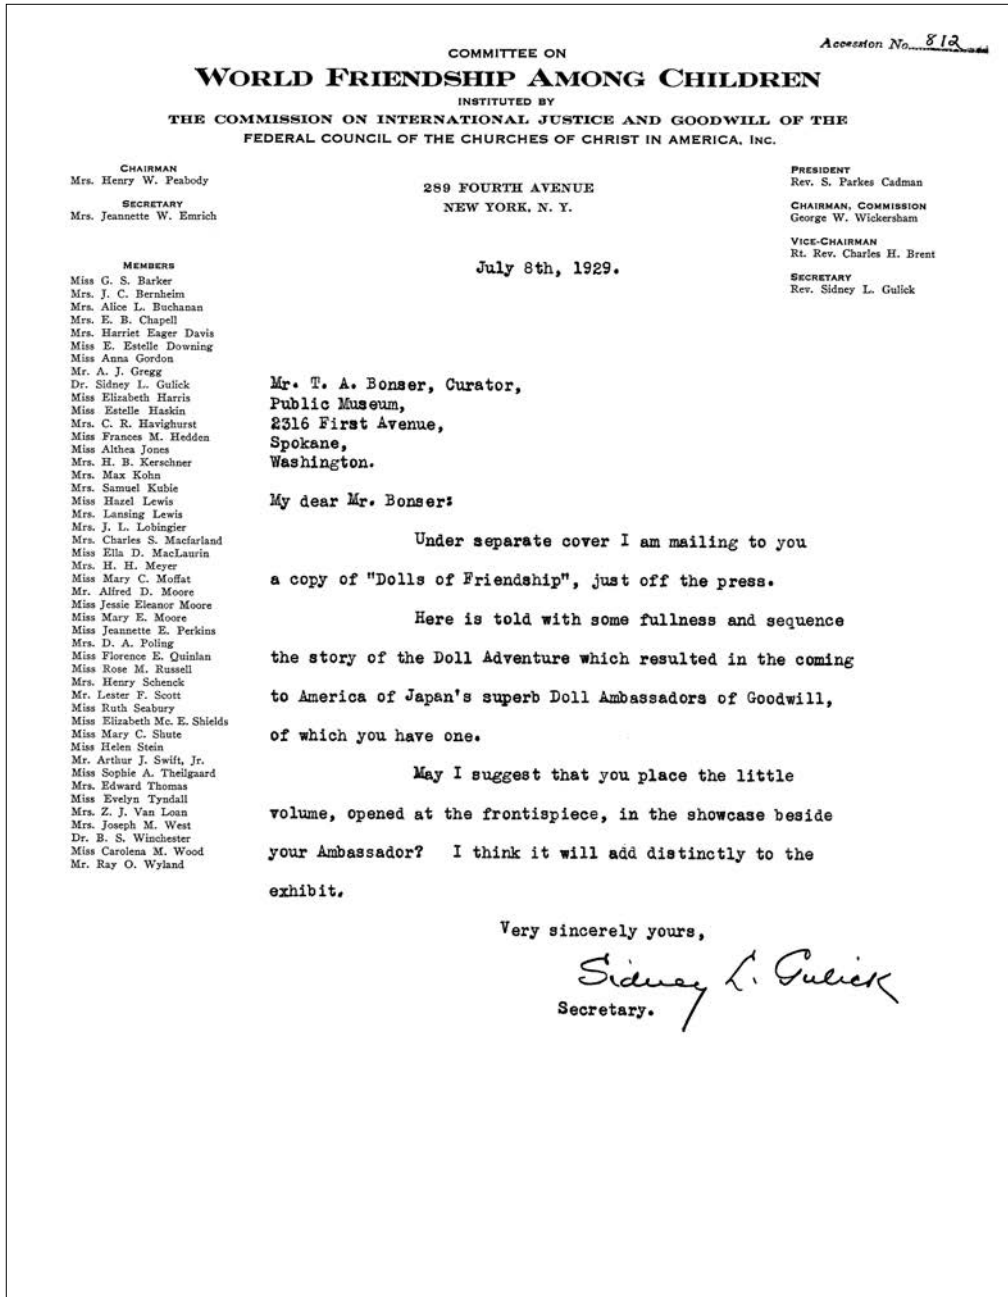 Accession No. 812
COMMITTEE ON
WORLD FRIENDSHIP AMONG CHILDREN
INSTITUTED BY
THE COMMISSION ON INTERNATIONAL JUSTICE AND GOODWILL OF THE
FEDERAL COUNCIL OF THE CHURCHES OF CHRIST IN AMERICA, INC.
CHAIRMAN
Mrs. Henry W. Peabody
SECRETARY
Mrs. Jeannette W. Emrich
289 FOURTH AVENUE
NEW YORK, N. Y.
PRESIDENT
Rev. S. Parkes Cadman
CHAIRMAN, COMMISSION
George W. Wickersham
VICE-CHAIRMAN
Rt. Rev. Charles H. Brent
SECRETARY
Rev. Sidney L. Gulick
MEMBERS
Miss G. S. Barker
Mrs. J. C. Bernheim
Mrs. Alice L. Buchanan
Mrs. E. B. Chapell
Mrs. Harriet Eager Davis
Miss E. Estelle Downing
Miss Anna Gordon
Mr. A. J. Gregg
Dr. Sidney L. Gulick
Miss Elizabeth Harris
Miss Estelle Haskin
Mrs. C. R. Havighurst
Miss Frances M. Hedden
Miss Althea Jones
Mrs. H. B. Kerschner
Mrs. Max Kohn
Mrs. Samuel Kubie
Miss Hazel Lewis
Mrs. Lansing Lewis
Mrs. J. L. Lobingier
Mrs. Charles S. Macfarland
Miss Ella D. MacLaurin
Mrs. H. H. Meyer
Miss Mary C. Moffat
Mr. Alfred D. Moore
Miss Jessie Eleanor Moore
Miss Mary E. Moore
Miss Jeannette E. Perkins
Mrs. D. A. Poling
Miss Florence E. Quinlan
Miss Rose M. Russell
Mrs. Henry Schenck
Mr. Lester F. Scott
Miss Ruth Seabury
Miss Elizabeth Mc. E. Shields
Miss Mary C. Shute
Miss Helen Stein
Mr. Arthur J. Swift, Jr.
Miss Sophie A. Theilgaard
Mrs. Edward Thomas
Miss Evelyn Tyndall
Mrs. Z. J. Van Loan
Mrs. Joseph M. West
Dr. B. S. Winchester
Miss Carolena M. Wood
Mr. Ray O. Wyland
July 8th, 1929.
Mr. T. A. Bonser, Curator,
Public Museum,
2316 First Avenue,
Spokane,
Washington.
My dear Mr. Bonser:
Under separate cover I am mailing to you
a copy of "Dolls of Friendship", just off the press.
Here is told with some fullness and sequence
the story of the Doll Adventure which resulted in the coming
to America of Japan's superb Doll Ambassadors of Goodwill,
of which you have one.
May I suggest that you place the little
volume, opened at the frontispiece, in the showcase beside
your Ambassador? I think it will add distinctly to the
exhibit.
Very sincerely yours,
Sidney L. Gulick
Secretary.